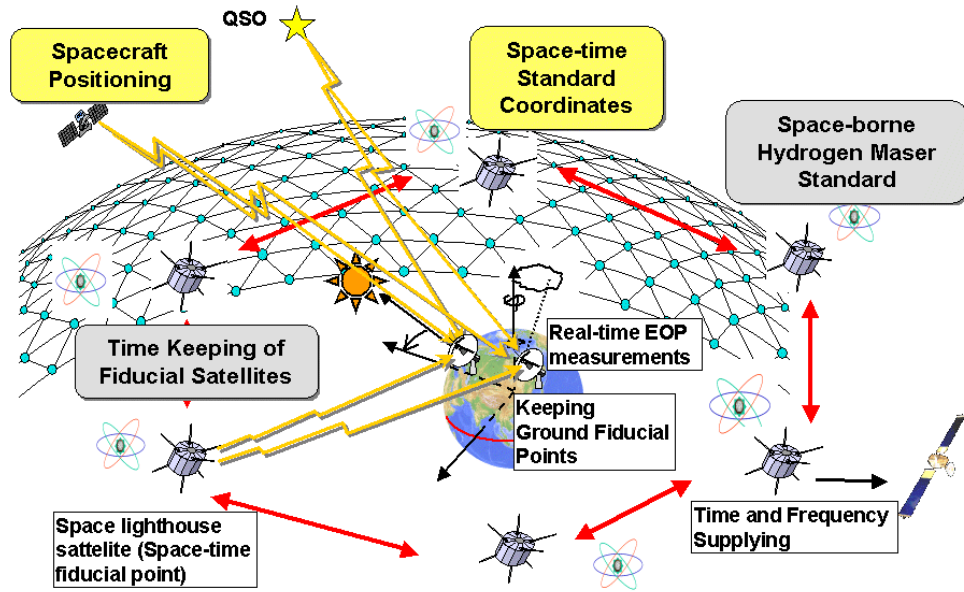 QSO
Spacecraft
Positioning
Space-time
Standard
Coordinates
Space-borne
Hydrogen Maser
Standard
Time Keeping of
Fiducial Satellites
Real-time EOP
measurements
Keeping
Ground Fiducial
Points
Space lighthouse
sattelite (Space-time
fiducial point)
Time and Frequency
Supplying